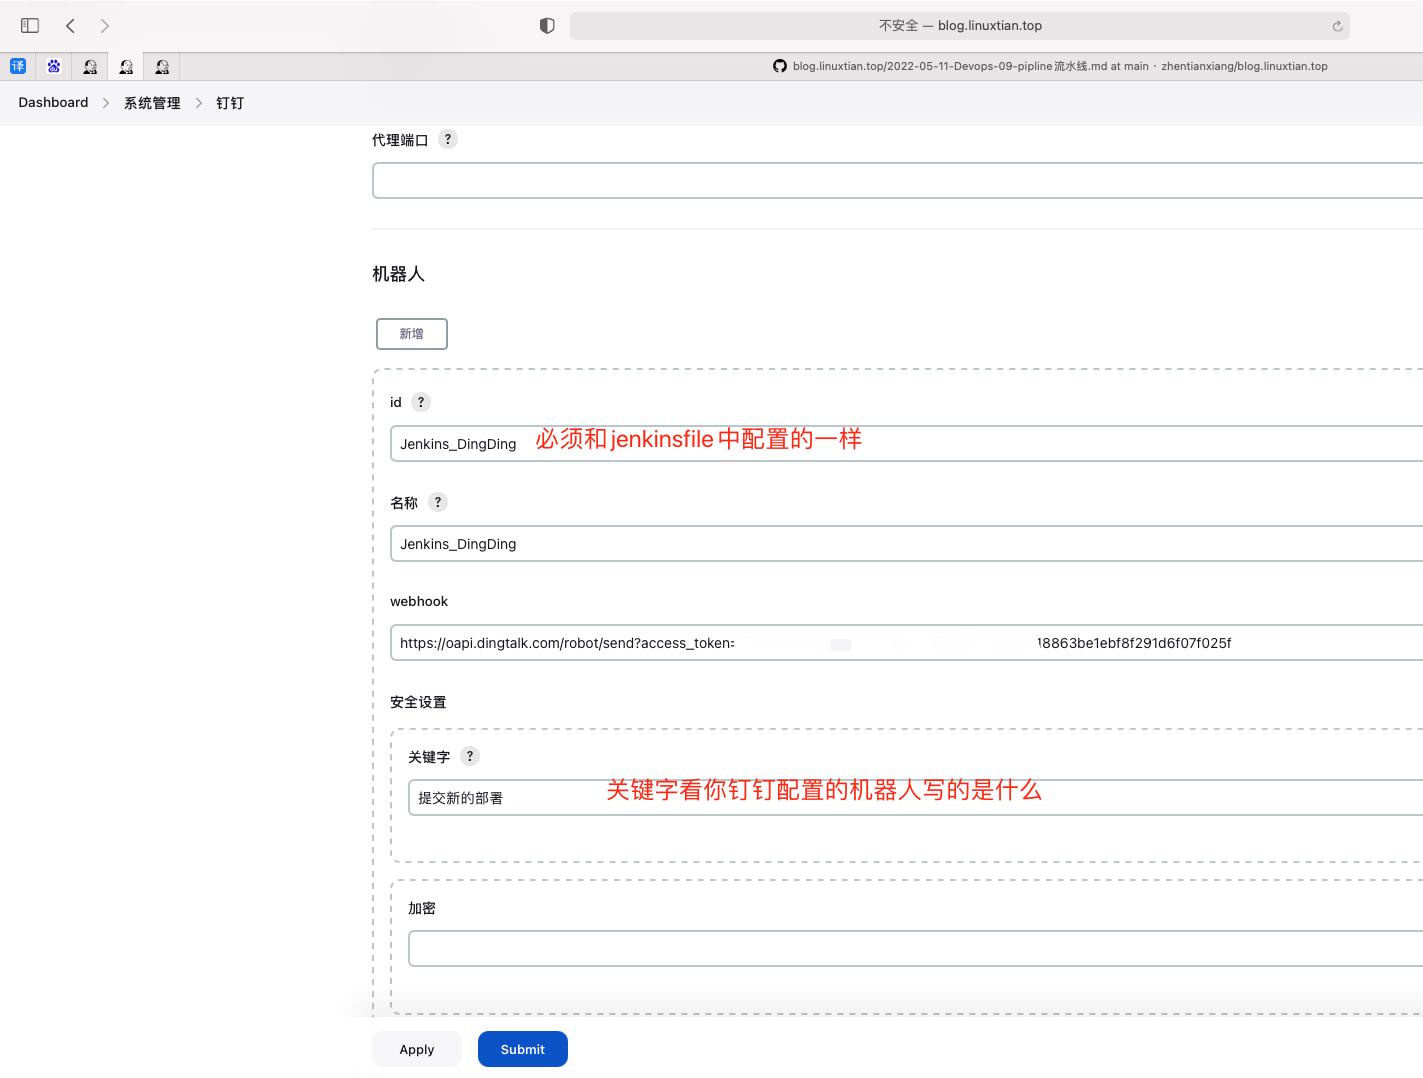 不安全 — blog.linuxtian.top
译
blog.linuxtian.top/2022-05-11-Devops-09-pipline流水线.md at main · zhentianxiang/blog.linuxtian.top
Dashboard > 系统管理 > 钉钉
代理端口 ?
机器人
新增
id ?
Jenkins_DingDing 必须和jenkinsfile中配置的一样
名称 ?
Jenkins_DingDing
webhook
https://oapi.dingtalk.com/robot/send?access_token= 18863be1ebf8f291d6f07f025f
安全设置
关键字 ?
提交新的部署 关键字看你钉钉配置的机器人写的是什么
加密
Apply Submit